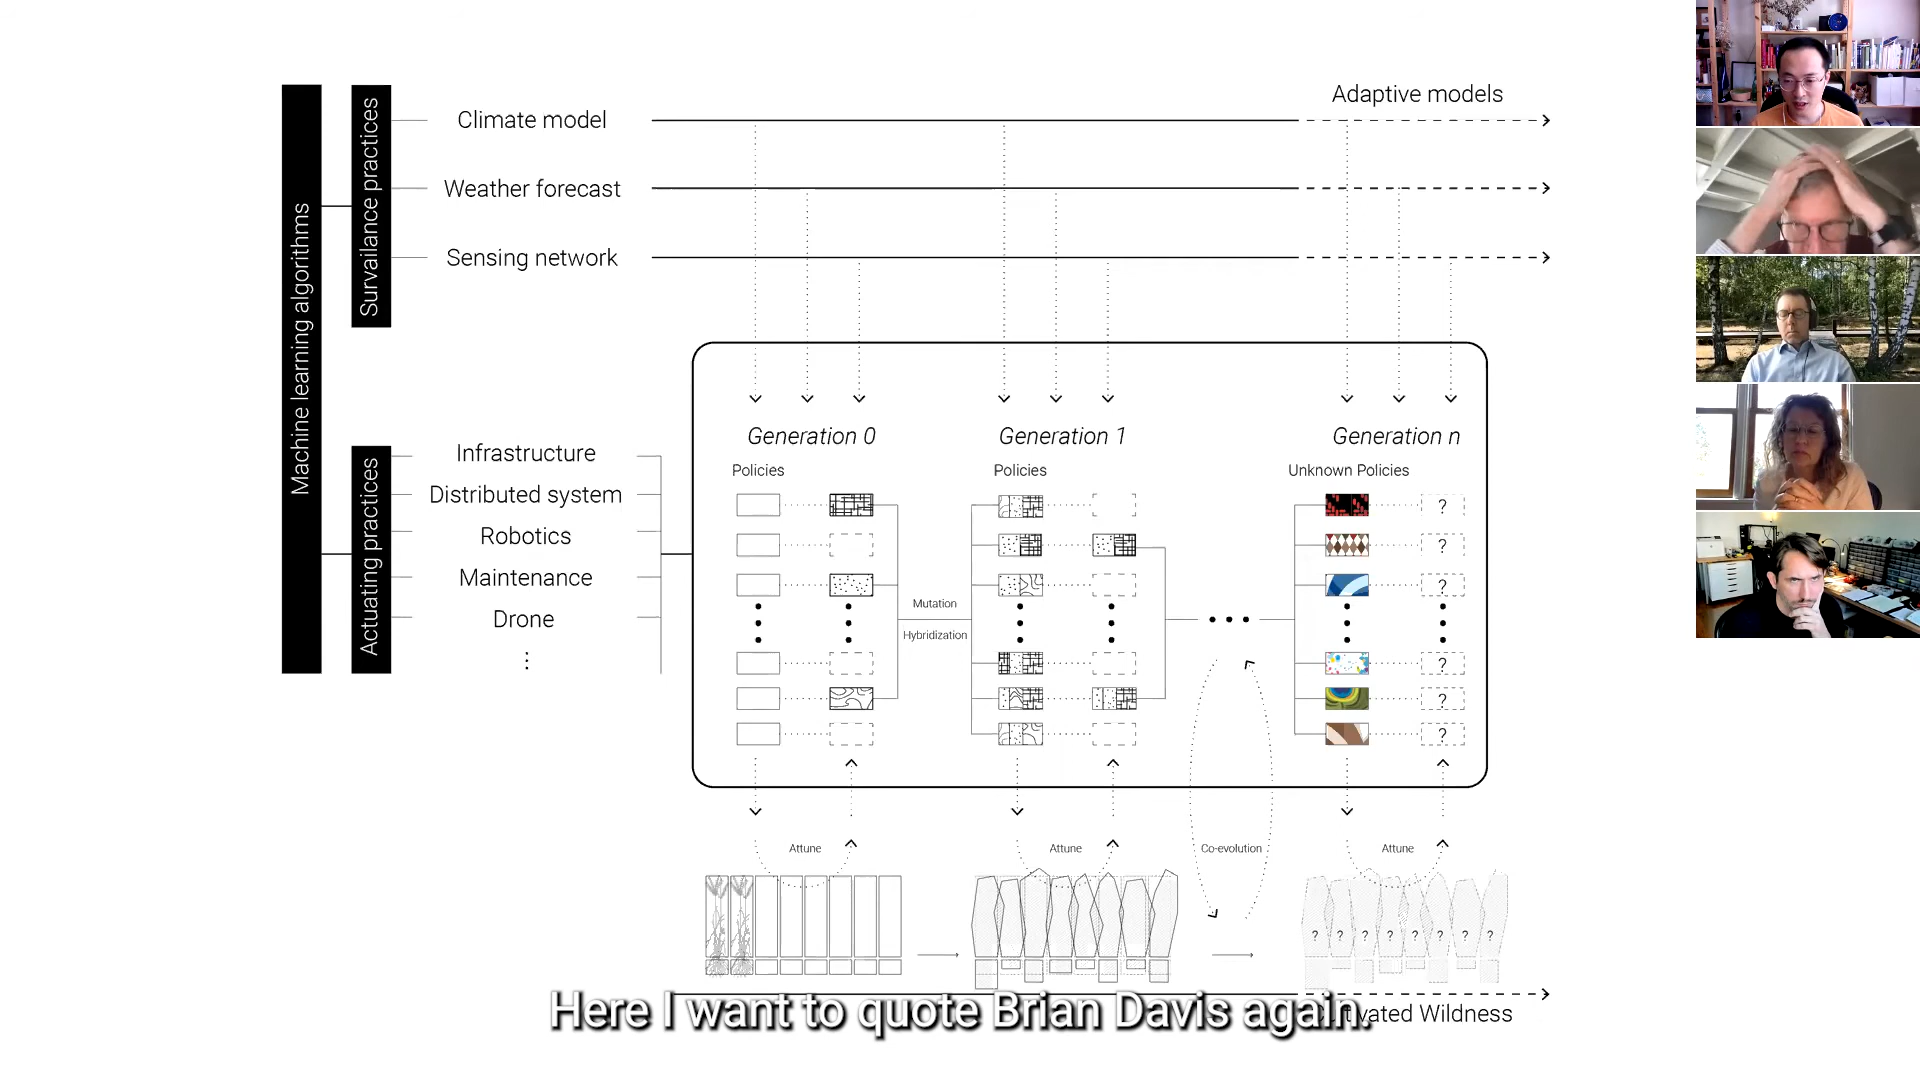 Adaptive models
Climate model
Weather forecast
Sensing network
Machine learning algorithms
Survailance practices
Actuating practices
Infrastructure
Distributed system
Robotics
Maintenance
Drone
Generation 0
Generation 1
Generation n
Policies
Policies
Unknown Policies
Mutation
Hybridization
?
?
?
?
?
?
Attune
Attune
Co-evolution
Attune
? ? ? ? ? ? ? ?
Here I want to quote Brian Davis again.
Wildness